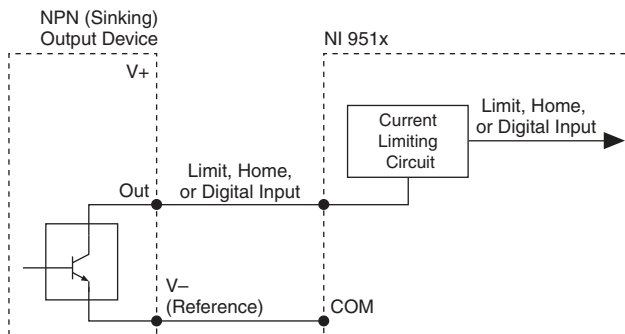 NPN (Sinking)
Output Device
NI 951x
V+
Current
Limiting
Circuit
Limit, Home,
or Digital Input
Limit, Home,
or Digital Input
Out
V–
(Reference)
COM